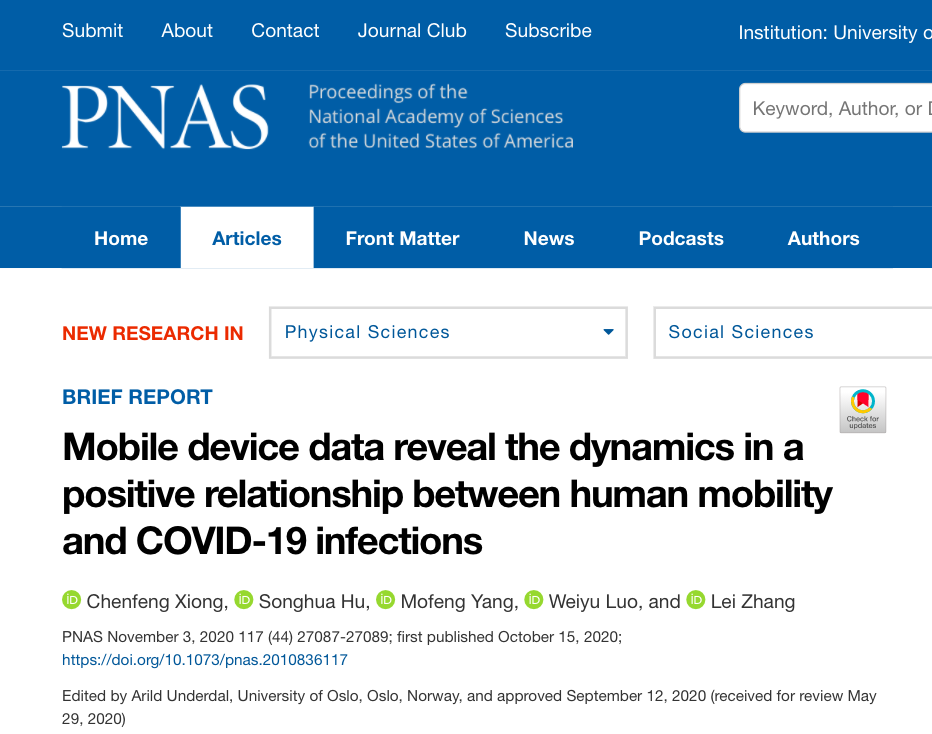 Submit About Contact Journal Club Subscribe
Institution: University
PNAS
Proceedings of the
National Academy of Sciences
of the United States of America
Keyword, Author, or
Home Articles Front Matter News Podcasts Authors
NEW RESEARCH IN Physical Sciences Social Sciences
BRIEF REPORT
Check for
updates
Mobile device data reveal the dynamics in a
positive relationship between human mobility
and COVID-19 infections
iD Chenfeng Xiong, iD Songhua Hu, iD Mofeng Yang, iD Weiyu Luo, and iD Lei Zhang
PNAS November 3, 2020 117 (44) 27087-27089; first published October 15, 2020;
https://doi.org/10.1073/pnas.2010836117
Edited by Arild Underdal, University of Oslo, Oslo, Norway, and approved September 12, 2020 (received for review May
29, 2020)